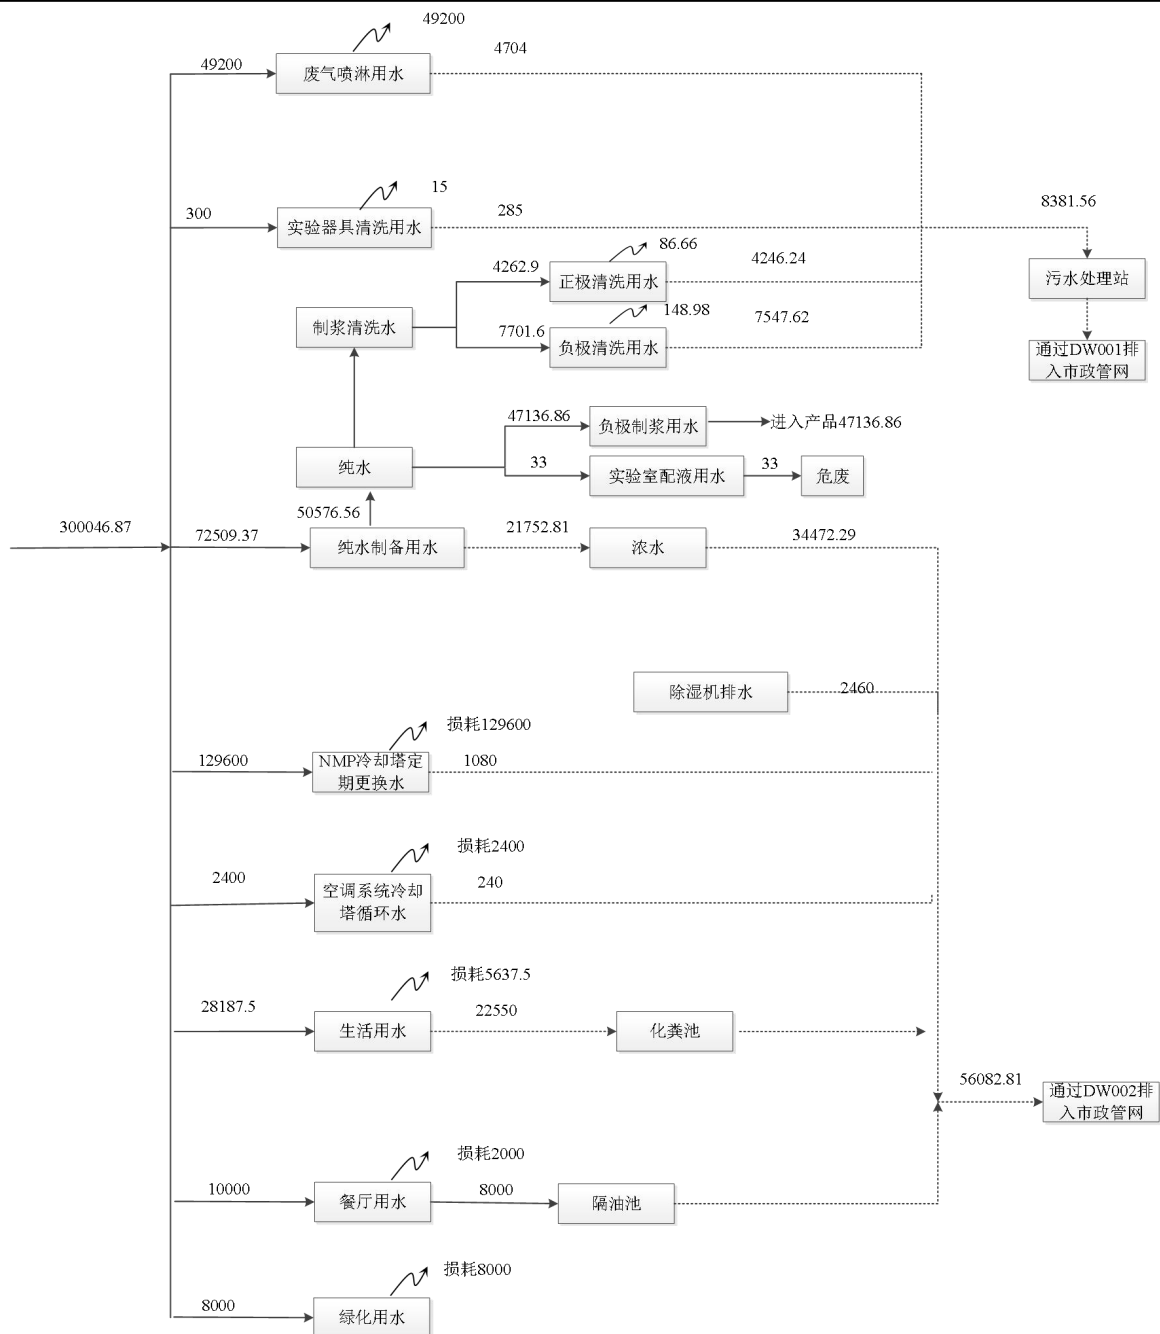 49200
4704
49200
废气喷淋用水
15
285
8381.56
300
实验器具清洗用水
86.66
4262.9
4246.24
正极清洗用水
污水处理站
148.98
7547.62
制浆清洗水
7701.6
负极清洗用水
通过DW001排
入市政管网
47136.86
负极制浆用水
进入产品47136.86
纯水
33
实验室配液用水
33
危废
50576.56
300046.87
72509.37
纯水制备用水
21752.81
浓水
34472.29
除湿机排水
2460
损耗129600
129600
NMP冷却塔定
期更换水
1080
损耗2400
2400
空调系统冷却
塔循环水
240
损耗5637.5
28187.5
生活用水
22550
化粪池
56082.81
通过DW002排
入市政管网
损耗2000
10000
餐厅用水
8000
隔油池
损耗8000
8000
绿化用水